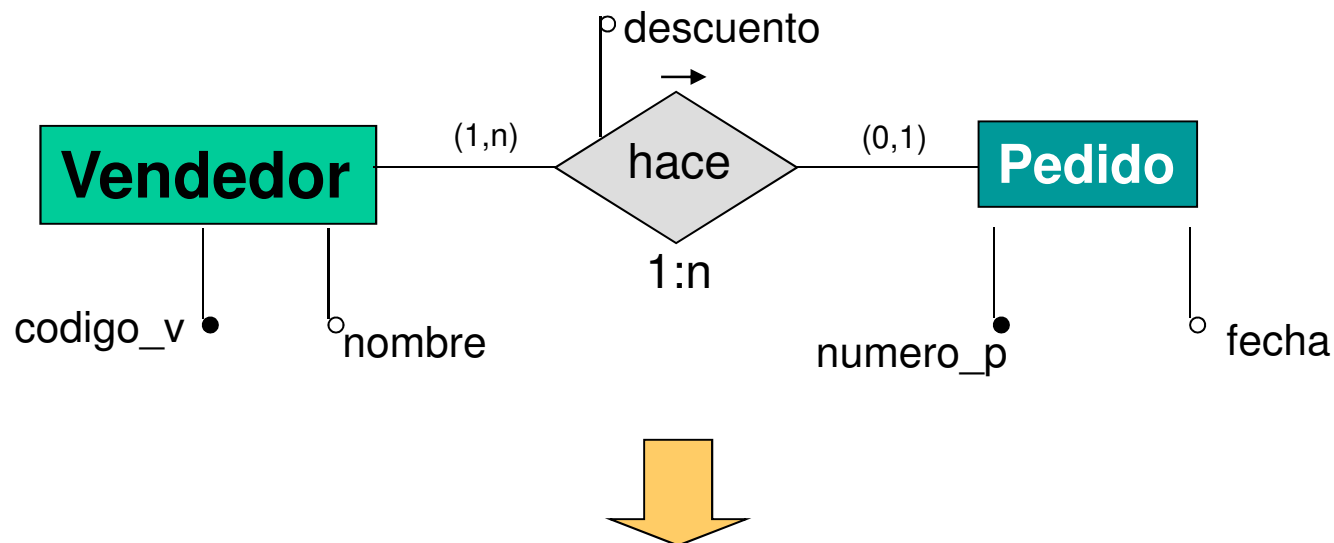 descuento
Vendedor
(1,n)
hace
(0,1)
Pedido
1:n
codigo_v
nombre
numero_p
fecha